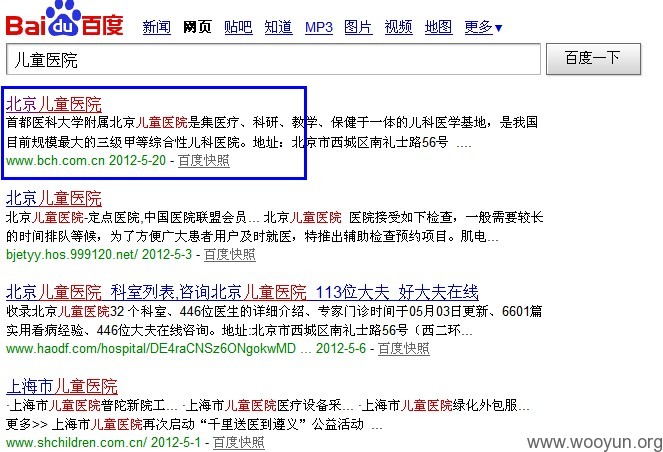 Bai du 百度 新闻 网页 贴吧 知道 MP3 图片 视频 地图 更多▼
儿童医院 百度一下
北京儿童医院
首都医科大学附属北京儿童医院是集医疗、科研、教学、保健于一体的儿科医学基地，是我国
目前规模最大的三级甲等综合性儿科医院。地址：北京市西城区南礼士路56号 ....
www.bch.com.cn 2012-5-20 - 百度快照
北京儿童医院
北京儿童医院-定点医院,中国医院联盟会员... 北京儿童医院 医院接受如下检查，一般需要较长
的时间排队等候，为了方便广大患者用户及时就医，特推出辅助检查预约项目。肌电...
bjetyy.hos.999120.net/ 2012-5-3 - 百度快照
北京儿童医院 科室列表,咨询北京儿童医院 113位大夫 好大夫在线
收录北京儿童医院32 个科室、446位医生的详细介绍、专家门诊时间于05月03日更新、6601篇
实用看病经验、446位大夫在线咨询。地址:北京市西城区南礼士路56号（西二环...
www.haodf.com/hospital/DE4raCNSz6ONgokwMD ... 2012-5-6 - 百度快照
上海市儿童医院
·上海市儿童医院普陀新院工... ·上海市儿童医院医疗设备采... ·上海市儿童医院绿化外包服...
更多>> 上海市儿童医院再次启动“千里送医到遵义”公益活动 ...
www.shchildren.com.cn/ 2012-5-1 - 百度快照
www.wooyun.org